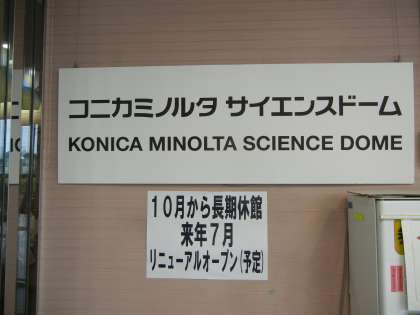 コニカミノルタ サイエンスドーム
KONICA MINOLTA SCIENCE DOME
10月から長期休館
来年7月
リニューアルオープン(予定)